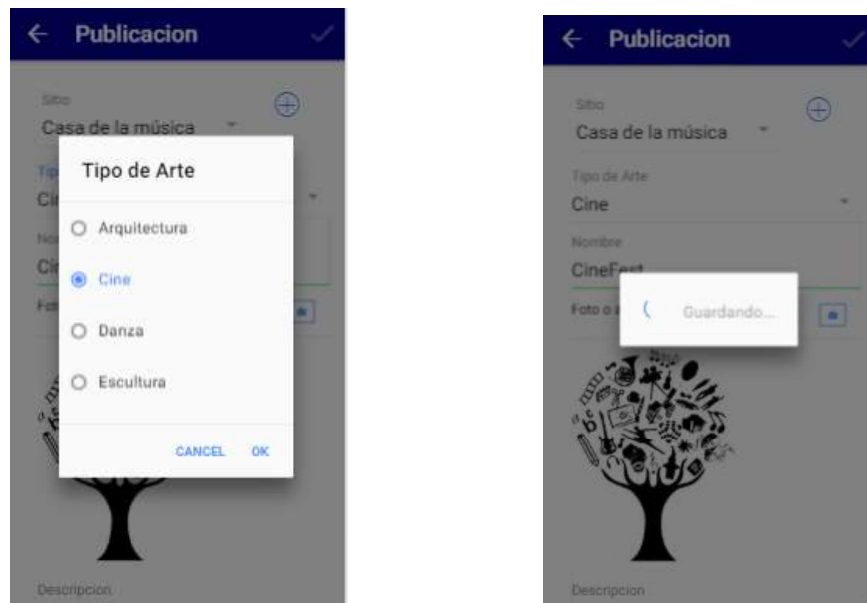 Publicacion
Sitio
Casa de la música
Tipo de Arte
Arquitectura
Cine
Danza
Escultura
CANCEL OK
Descripcion
Publicacion
Sitio
Casa de la música
Tipo de Arte
Cine
Nombre
CineFest
Foto o a
Guardando...
Descripcion